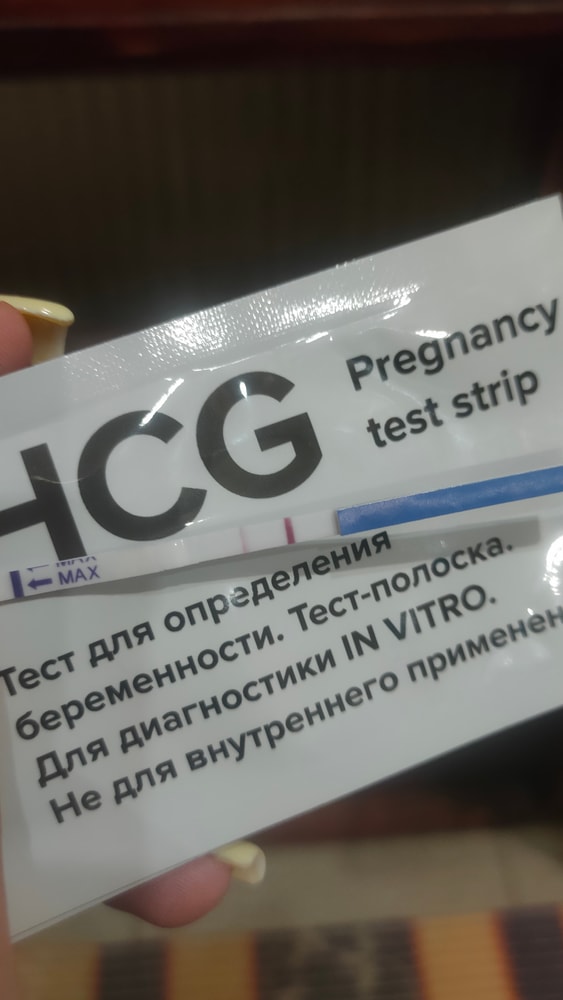 HCG
Pregnancy
test strip
MAX
MAX
Тест для определения
беременности. Тест-полоска.
Для диагностики IN VITRO.
Не для внутреннего применен